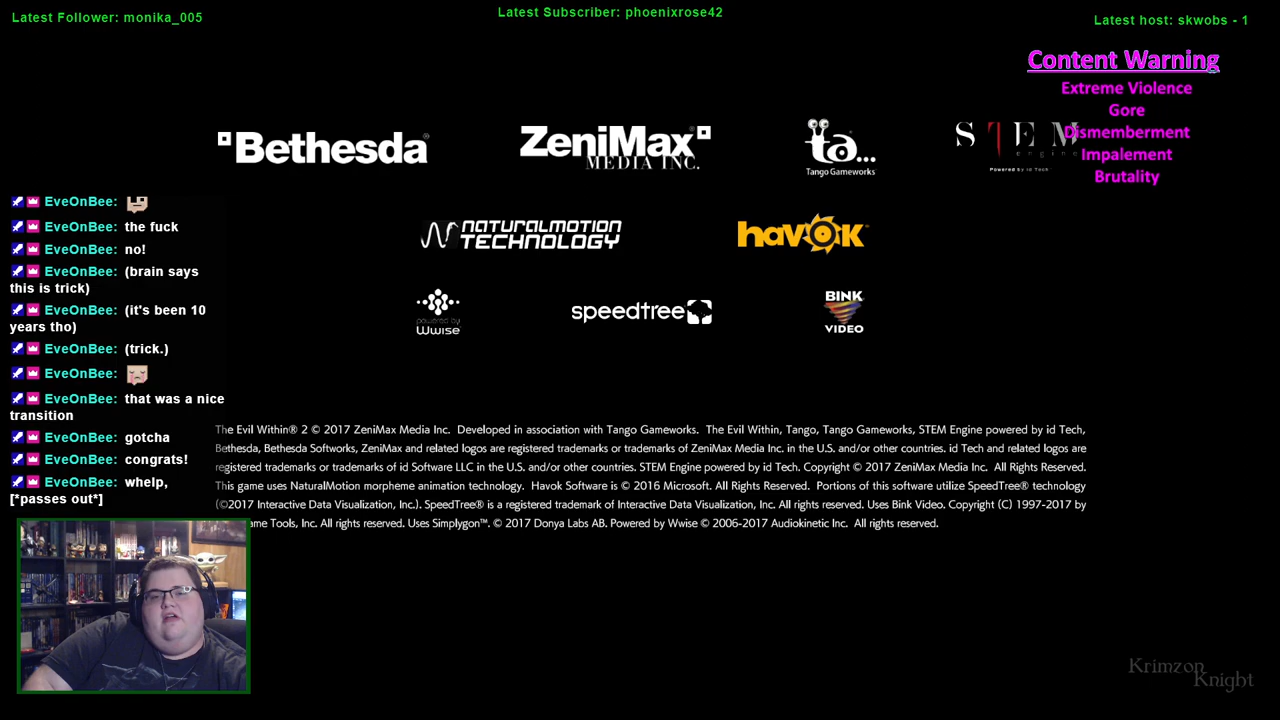 Latest Follower: monika_005
Latest Subscriber: phoenixrose42
Latest host: skwobs - 1
Content Warning
Extreme Violence
Gore
Dismemberment
Impalement
Brutality
Bethesda®
ZeniMax
MEDIA INC.
ta...
Tango Gameworks
STEM
engine
Powered by id Tech
NATURALMOTION
TECHNOLOGY
havok
powered by
wwise
speedtree
BINK
VIDEO
EveOnBee:
EveOnBee: the fuck
EveOnBee: no!
EveOnBee: (brain says
this is trick)
EveOnBee: (it's been 10
years tho)
EveOnBee: (trick.)
EveOnBee:
EveOnBee: that was a nice
transition
EveOnBee: gotcha
EveOnBee: congrats!
EveOnBee: whelp,
[*passes out*]
The Evil Within® 2 © 2017 ZeniMax Media Inc. Developed in association with Tango Gameworks. The Evil Within, Tango, Tango Gameworks, STEM Engine powered by id Tech,
Bethesda, Bethesda Softworks, ZeniMax and related logos are registered trademarks or trademarks of ZeniMax Media Inc. in the U.S. and/or other countries. id Tech and related logos are
registered trademarks or trademarks of id Software LLC in the U.S. and/or other countries. STEM Engine powered by id Tech. Copyright © 2017 ZeniMax Media Inc. All Rights Reserved.
This game uses NaturalMotion morpheme animation technology. Havok Software is © 2016 Microsoft. All Rights Reserved. Portions of this software utilize SpeedTree® technology
(©2017 Interactive Data Visualization, Inc.). SpeedTree® is a registered trademark of Interactive Data Visualization, Inc. All rights reserved. Uses Bink Video. Copyright (C) 1997-2017 by
ame Tools, Inc. All rights reserved. Uses Simplygon™. © 2017 Donya Labs AB. Powered by Wwise © 2006-2017 Audiokinetic Inc. All rights reserved.
Krimzon
Knight